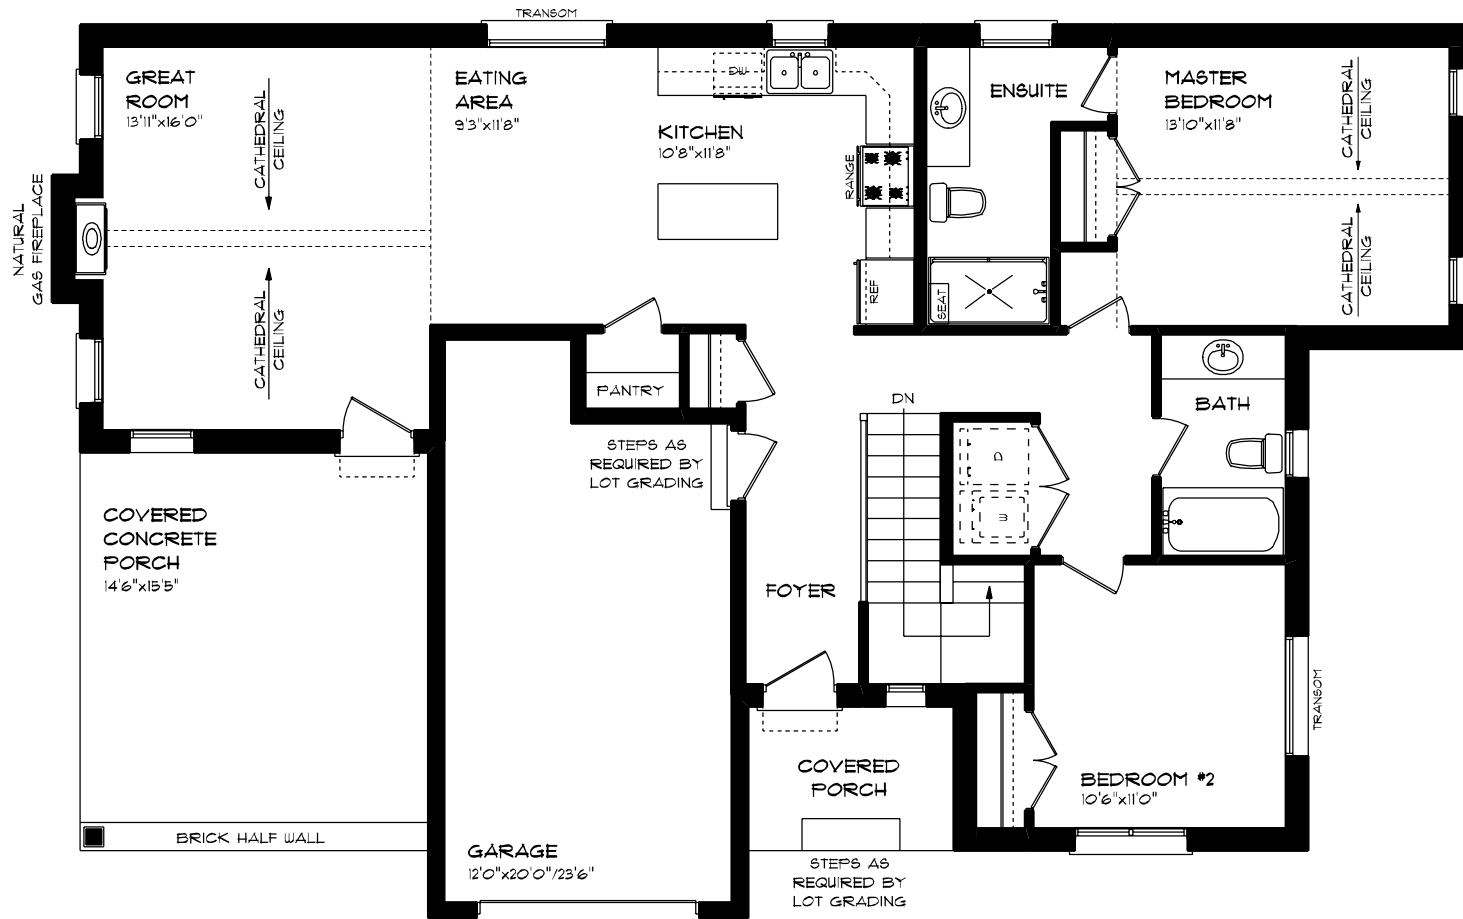 TRANSOM
GREAT
ROOM
13'11"x16'0"
CATHEDRAL
CEILING
EATING
AREA
9'3"x11'8"
DW
KITCHEN
10'8"x11'8"
RANGE
ENSUITE
MASTER
BEDROOM
13'10"x11'8"
CATHEDRAL
CEILING
NATURAL
GAS FIREPLACE
CATHEDRAL
CEILING
REF
SEAT
CATHEDRAL
CEILING
PANTRY
DN
BATH
STEPS AS
REQUIRED BY
LOT GRADING
D
W
COVERED
CONCRETE
PORCH
14'6"x15'5"
FOYER
TRANSOM
COVERED
PORCH
BEDROOM #2
10'6"x11'0"
BRICK HALF WALL
GARAGE
12'0"x20'0"/23'6"
STEPS AS
REQUIRED BY
LOT GRADING